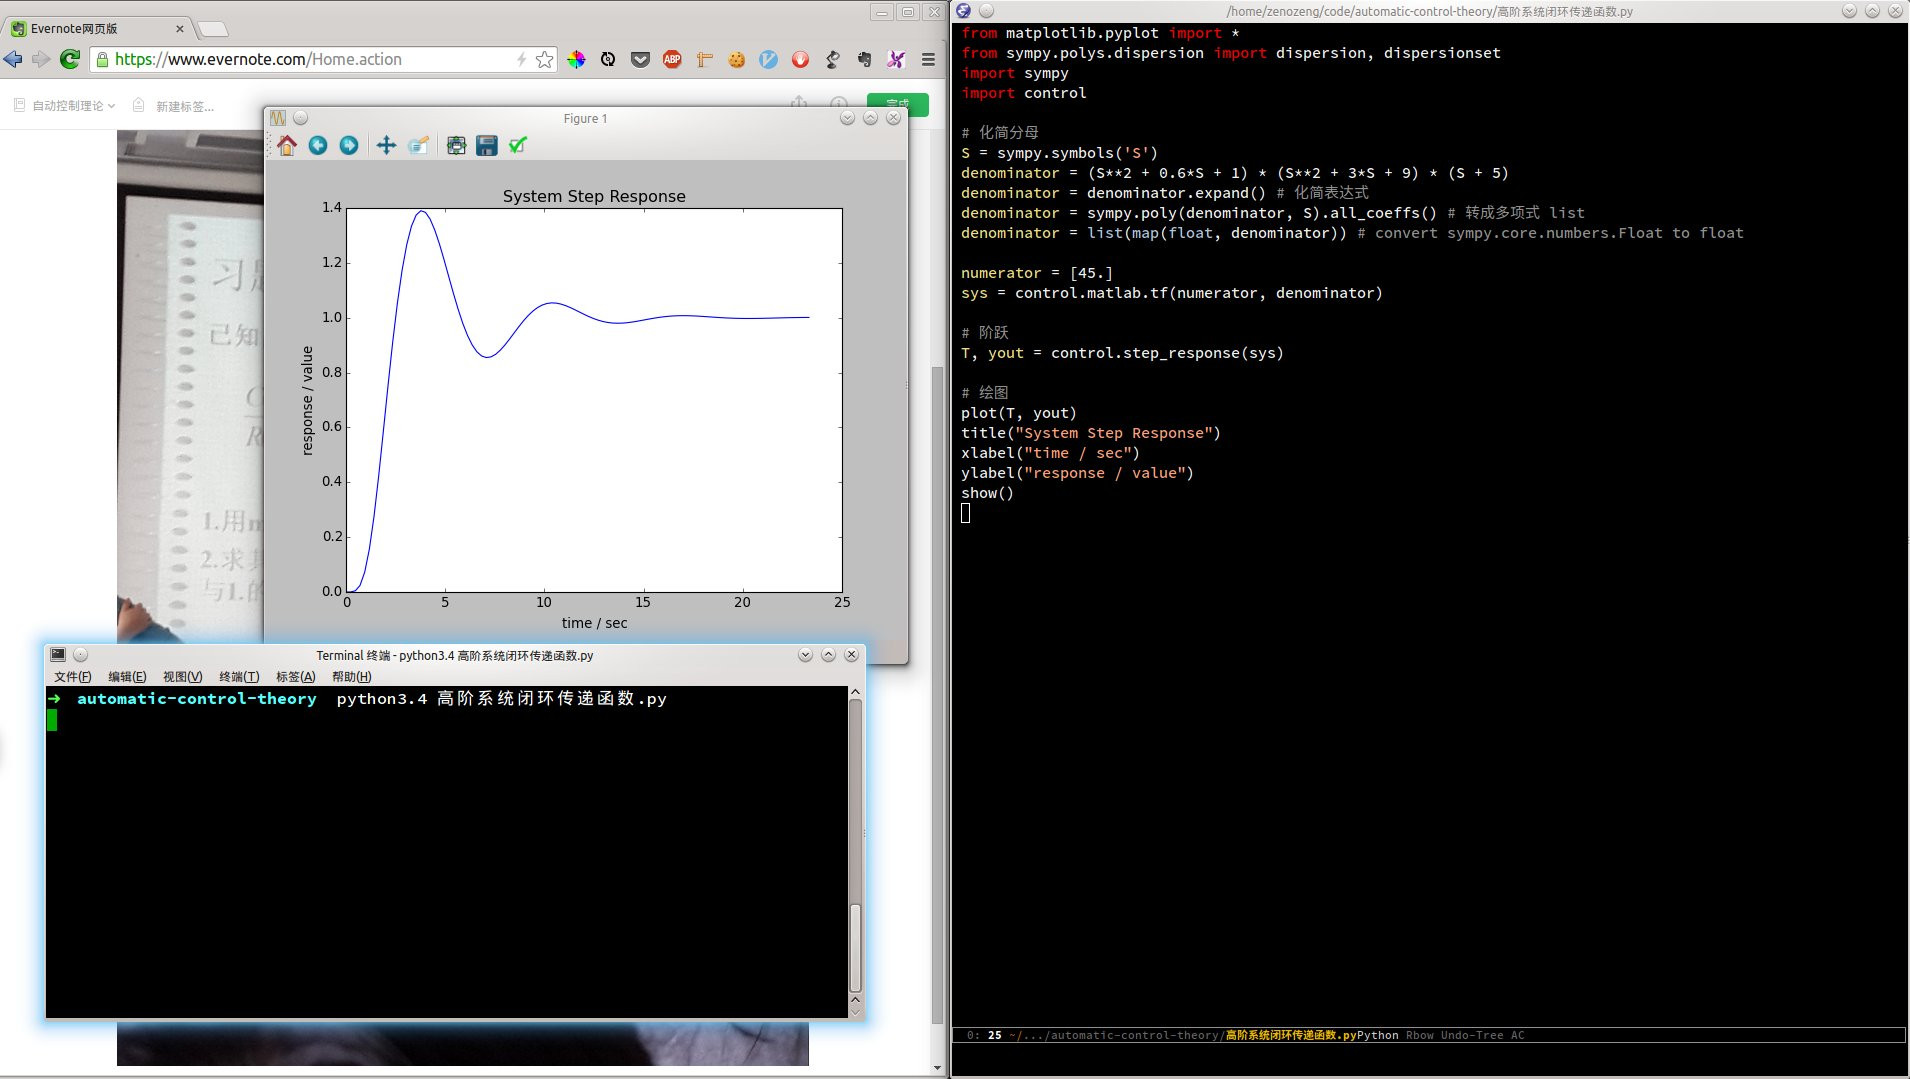 Evernote网页版
https://www.evernote.com/Home.action
ABP
自动控制理论
新建标签...
完成
已知
1.用m
2.求
与1.的
Figure 1
System Step Response
1.4
1.2
1.0
0.8
0.6
0.4
0.2
0.0
response / value
0
5
10
15
20
25
time / sec
Terminal 终端 - python3.4 高阶系统闭环传递函数.py
文件(F) 编辑(E) 视图(V) 终端(T) 标签(A) 帮助(H)
➜ automatic-control-theory python3.4 高阶系统闭环传递函数.py
/home/zenozeng/code/automatic-control-theory/高阶系统闭环传递函数.py
from matplotlib.pyplot import *
from sympy.polys.dispersion import dispersion, dispersionset
import sympy
import control
# 化简分母
S = sympy.symbols('S')
denominator = (S**2 + 0.6*S + 1) * (S**2 + 3*S + 9) * (S + 5)
denominator = denominator.expand() # 化简表达式
denominator = sympy.poly(denominator, S).all_coeffs() # 转成多项式 list
denominator = list(map(float, denominator)) # convert sympy.core.numbers.Float to float
numerator = [45.]
sys = control.matlab.tf(numerator, denominator)
# 阶跃
T, yout = control.step_response(sys)
# 绘图
plot(T, yout)
title("System Step Response")
xlabel("time / sec")
ylabel("response / value")
show()
0: 25 ~/.../automatic-control-theory/高阶系统闭环传递函数.pyPython Rbow Undo-Tree AC